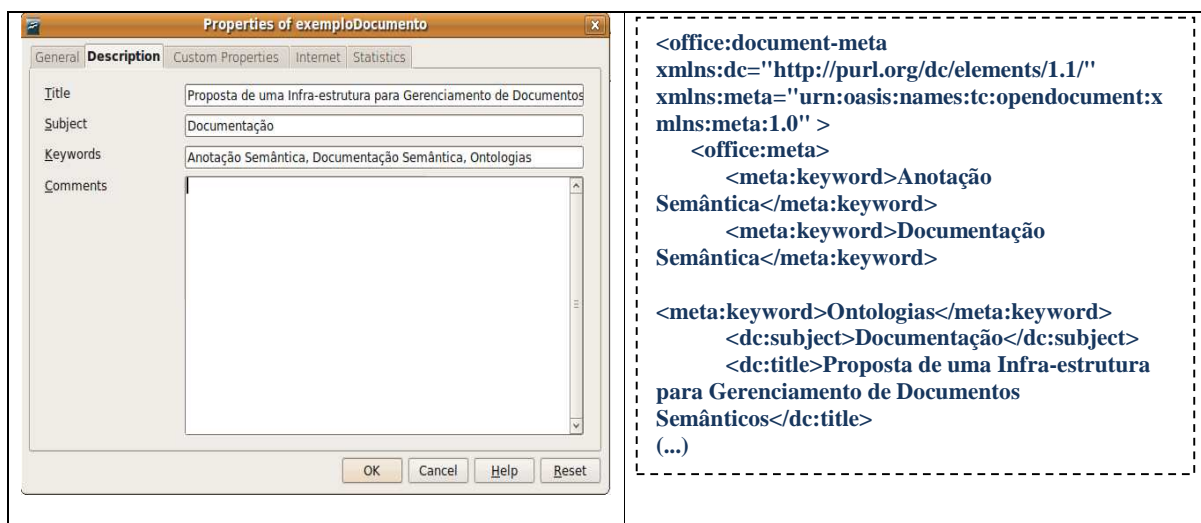 Properties of exemploDocumento
General Description Custom Properties Internet Statistics
Title Proposta de uma Infra-estrutura para Gerenciamento de Documentos
Subject Documentação
Keywords Anotação Semântica, Documentação Semântica, Ontologias
Comments
OK Cancel Help Reset
<office:document-meta
xmlns:dc="http://purl.org/dc/elements/1.1/"
xmlns:meta="urn:oasis:names:tc:opendocument:x
mlns:meta:1.0" >
<office:meta>
<meta:keyword>Anotação
Semântica</meta:keyword>
<meta:keyword>Documentação
Semântica</meta:keyword>
<meta:keyword>Ontologias</meta:keyword>
<dc:subject>Documentação</dc:subject>
<dc:title>Proposta de uma Infra-estrutura
para Gerenciamento de Documentos
Semânticos</dc:title>
(...)